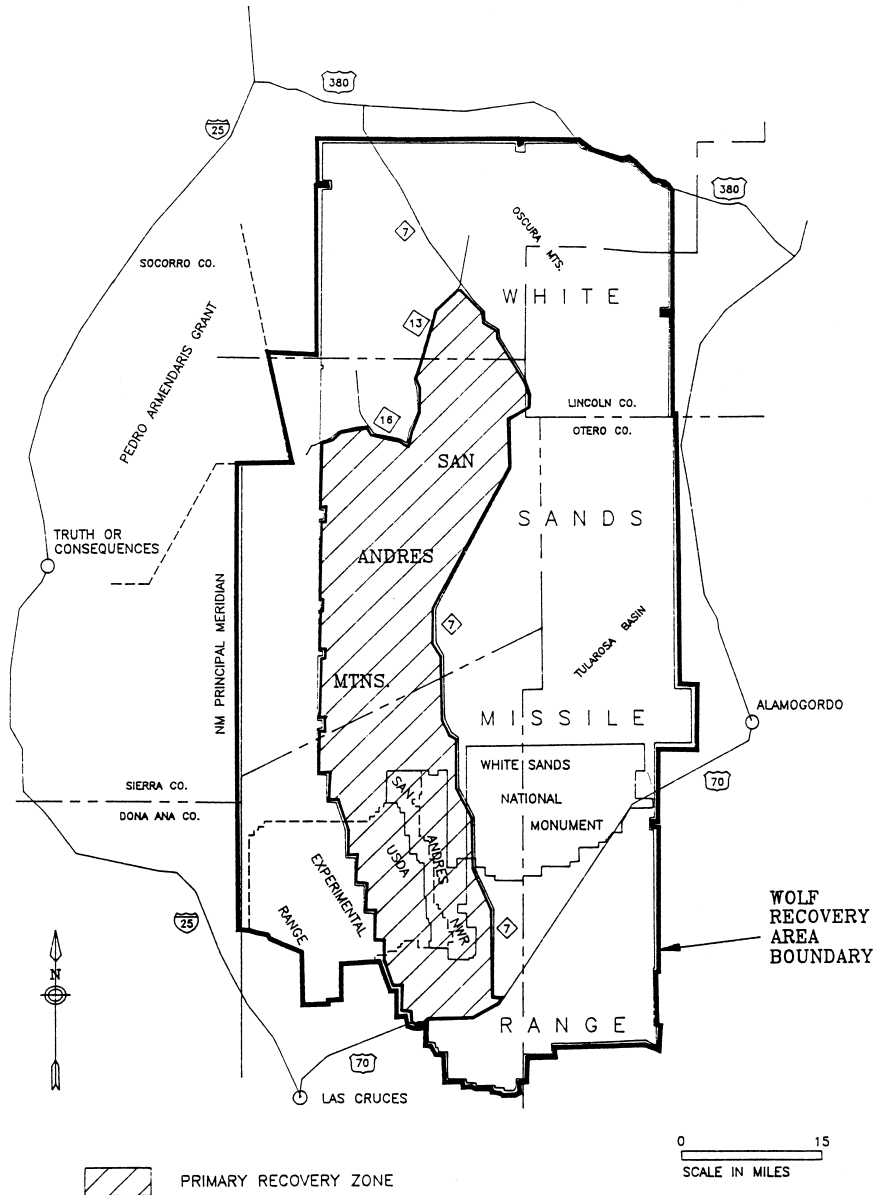 380
25
380
7
OSCURA MTS.
SOCORRO CO.
WHITE
13
PEDRO ARMENDARIS GRANT
LINCOLN CO.
16
OTERO CO.
SAN
SANDS
TRUTH OR
CONSEQUENCES
ANDRES
NM PRINCIPAL MERIDIAN
7
TULAROSA BASIN
MTNS.
ALAMOGORDO
MISSILE
WHITE SANDS
NATIONAL
MONUMENT
70
SIERRA CO.
DONA ANA CO.
SAN
ANDRES
NWR
USDA
EXPERIMENTAL
RANGE
25
7
WOLF
RECOVERY
AREA
BOUNDARY
N
RANGE
70
LAS CRUCES
0 15
SCALE IN MILES
PRIMARY RECOVERY ZONE